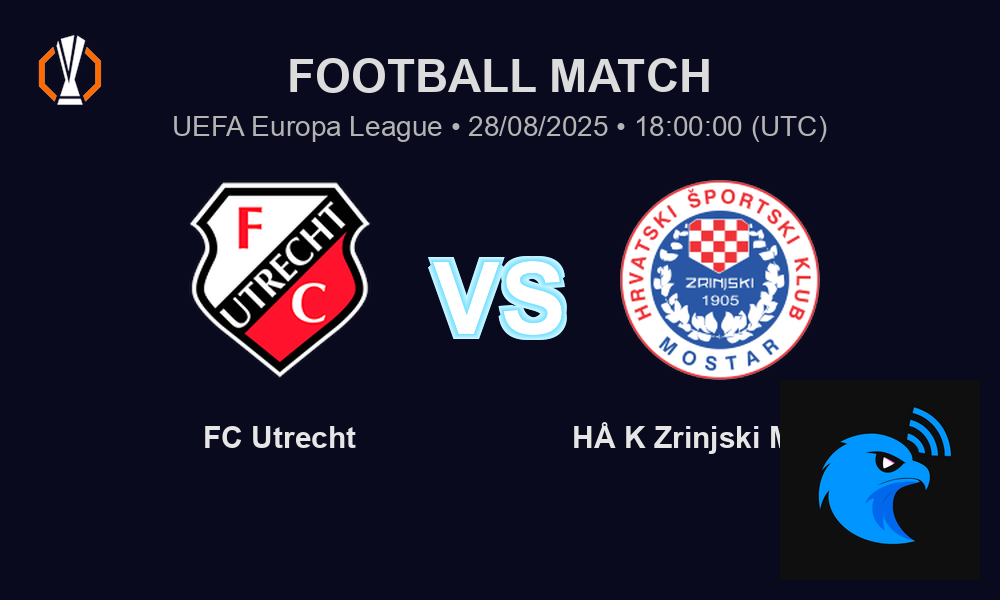 FOOTBALL MATCH
UEFA Europa League • 28/08/2025 • 18:00:00 (UTC)
F
UTRECHT
C
VS
HRVATSKI ŠPORTSKI KLUB
ZRINJSKI
1905
MOSTAR
FC Utrecht
HÅ K Zrinjski